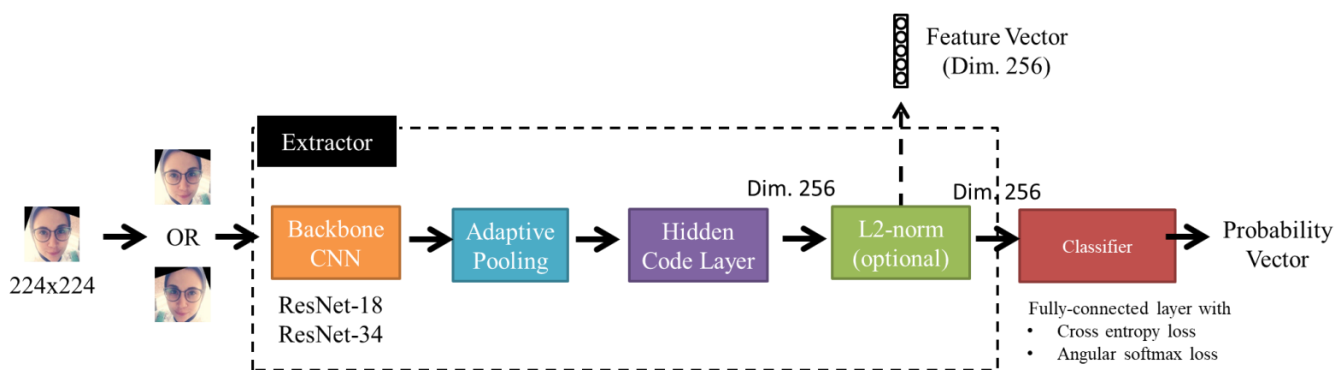 Feature Vector
(Dim. 256)
Extractor
Dim. 256
Dim. 256
224x224
OR
Backbone
CNN
Adaptive
Pooling
Hidden
Code Layer
L2-norm
(optional)
Classifier
Probability
Vector
ResNet-18
ResNet-34
Fully-connected layer with
• Cross entropy loss
• Angular softmax loss